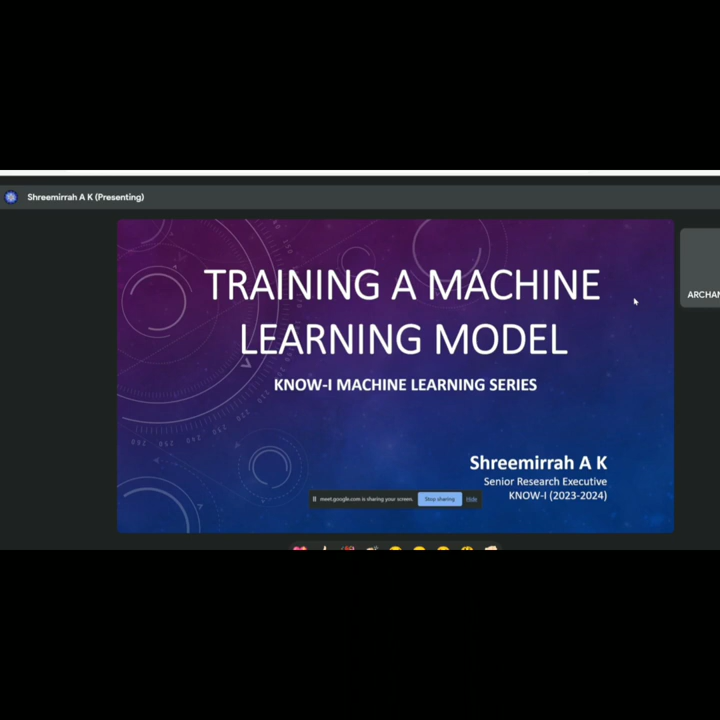 Shreemirrah A K (Presenting)
TRAINING A MACHINE
LEARNING MODEL
KNOW-I MACHINE LEARNING SERIES
Shreemirrah A K
Senior Research Executive
KNOW-I (2023-2024)
meet.google.com is sharing your screen. Stop sharing Hide